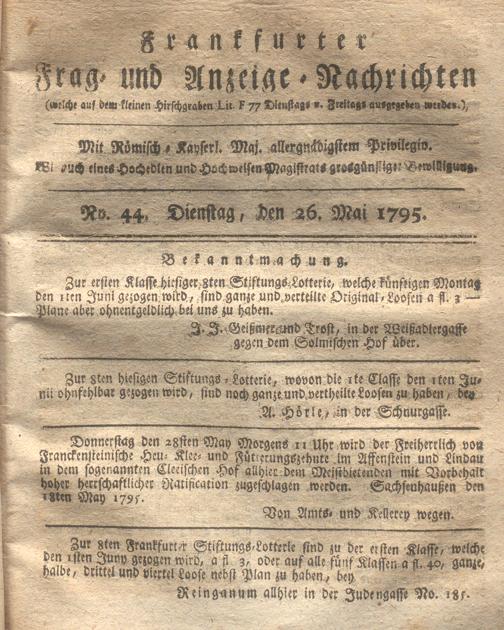 Frankfurter
Frag- und Anzeige-Nachrichten
(welche auf dem kleinen Hirschgraben Lit. F 77 Dienstags u. Freitags ausgegeben werden.)
Mit Römisch-Kayserl. Maj. allergnädigstem Privilegio.
Wie auch eines Hochedlen und Hochweisen Magistrats grosgünstiger Bewilligung.
No. 44. Dienstag, den 26. Mai 1795.
Bekanntmachung.
Zur ersten Klasse hiesiger 8ten Stiftungs-Lotterie, welche künftigen Montag
den 1ten Juni gezogen wird, sind ganze und verteilte Original-Loosen a fl. 3 —
Plane aber ohnentgeldlich bei uns zu haben.
J. J. Geißmer und Trost, in der Weißadlergasse
gegen dem Solmischen Hof über.
Zur 8ten hiesigen Stiftungs-Lotterie, wovon die 1te Classe den 1ten Ju-
nii ohnfehlbar gezogen wird, sind noch ganze und vertheilte Loosen zu haben, bey
A. Hörle, in der Schnurgasse.
Donnerstag den 28sten May Morgens 11 Uhr wird der Freiherrlich von
Franckensteinische Heu- Klee- und Fütterungszehnte im Affenstein und Lindau
in dem sogenannten Cleeischen Hof allhier dem Meistbietenden mit Vorbehalt
hoher herrschaftlicher Ratification zugeschlagen werden. Sachsenhaußen den
18ten May 1795.
Von Amts- und Kellerey wegen.
Zur 8ten Frankfurter Stiftungs-Lotterie sind zu der ersten Klasse, welche
den 1sten Juny gezogen wird, a fl. 3, oder auf alle fünf Klassen a fl. 40, ganze,
halbe, drittel und viertel Loose nebst Plan zu haben, bey
Reinganum allhier in der Judengasse No. 185.